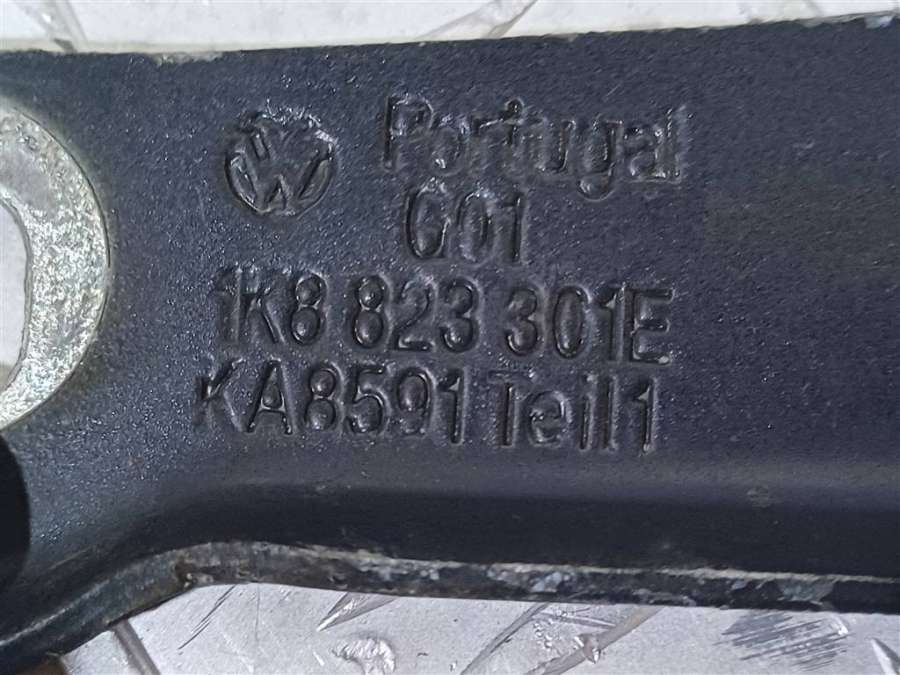 Portugal
G01
1K8 823 301E
KA8591 Teil1